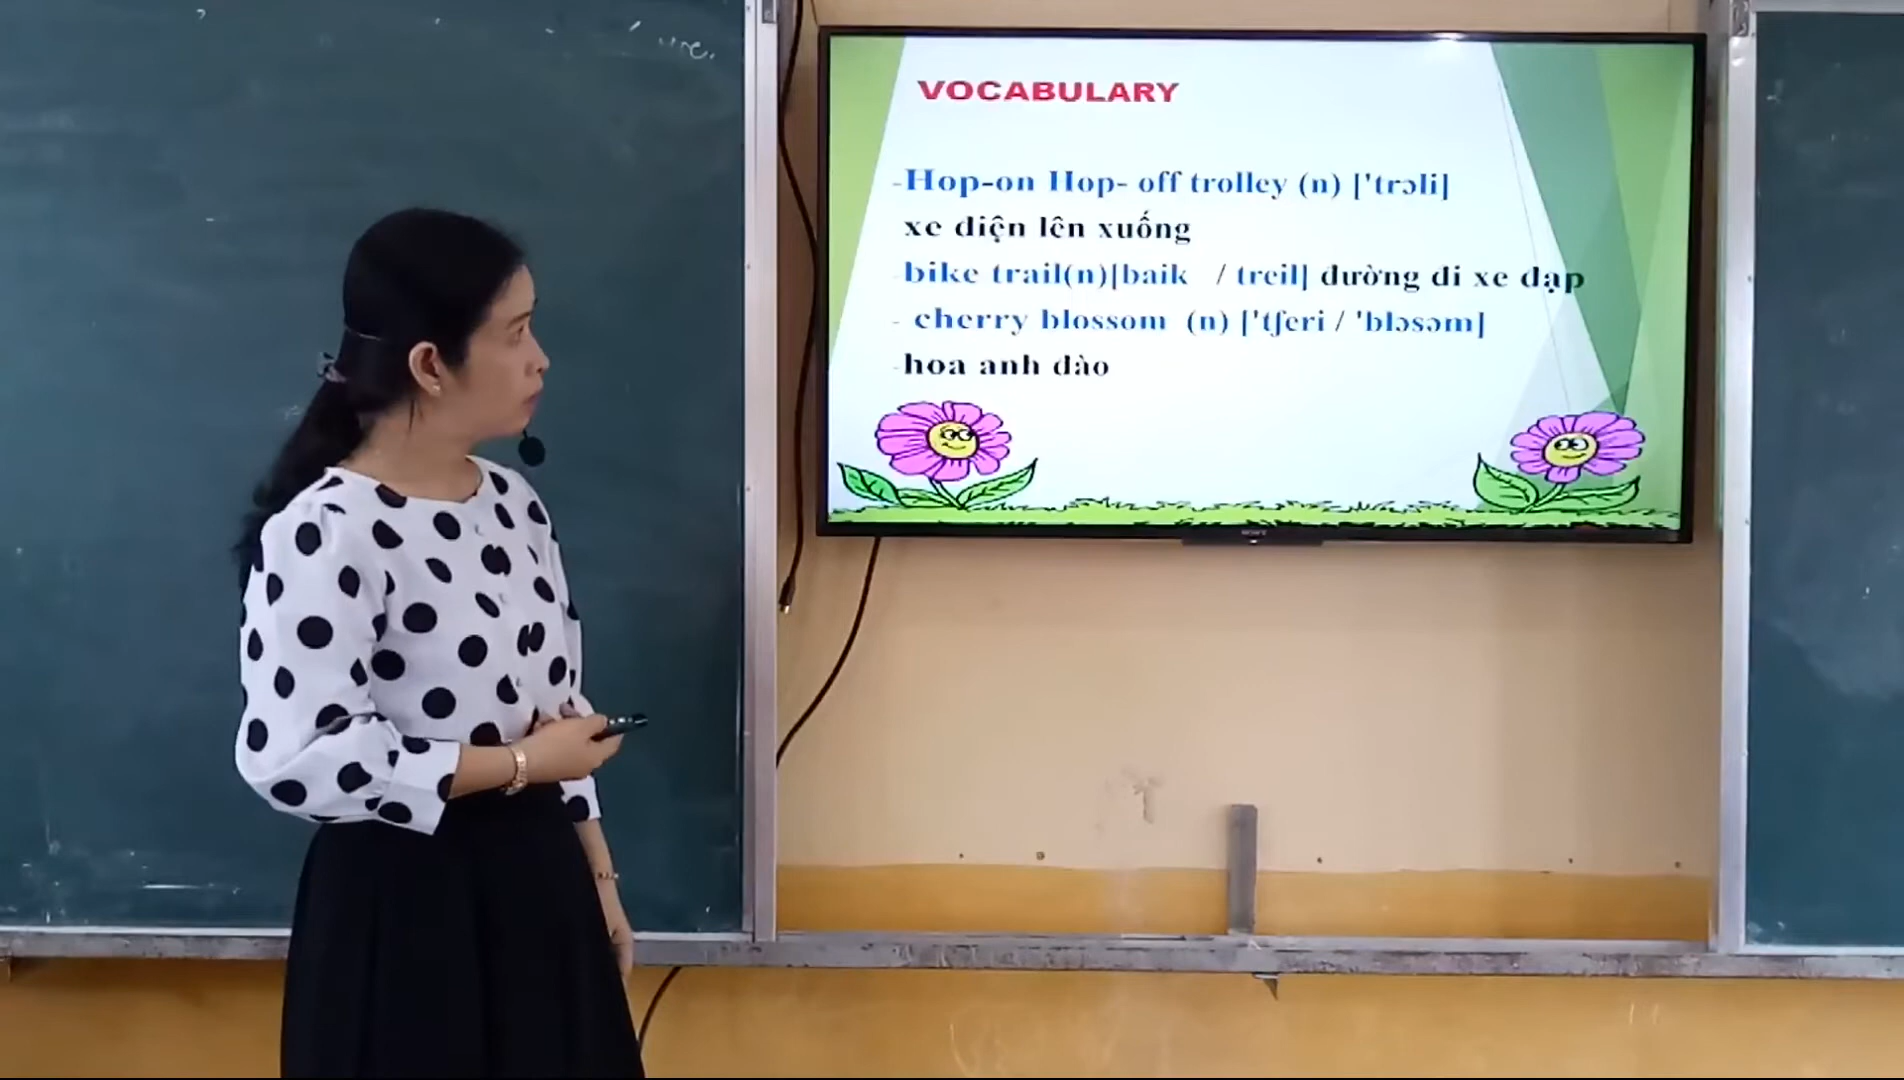 VOCABULARY
-Hop-on Hop- off trolley (n) ['trɔli]
xe điện lên xuống
-bike trail(n)[baik / treil] đường đi xe đạp
- cherry blossom (n) ['tʃeri / 'blɔsəm]
-hoa anh đào
SONY